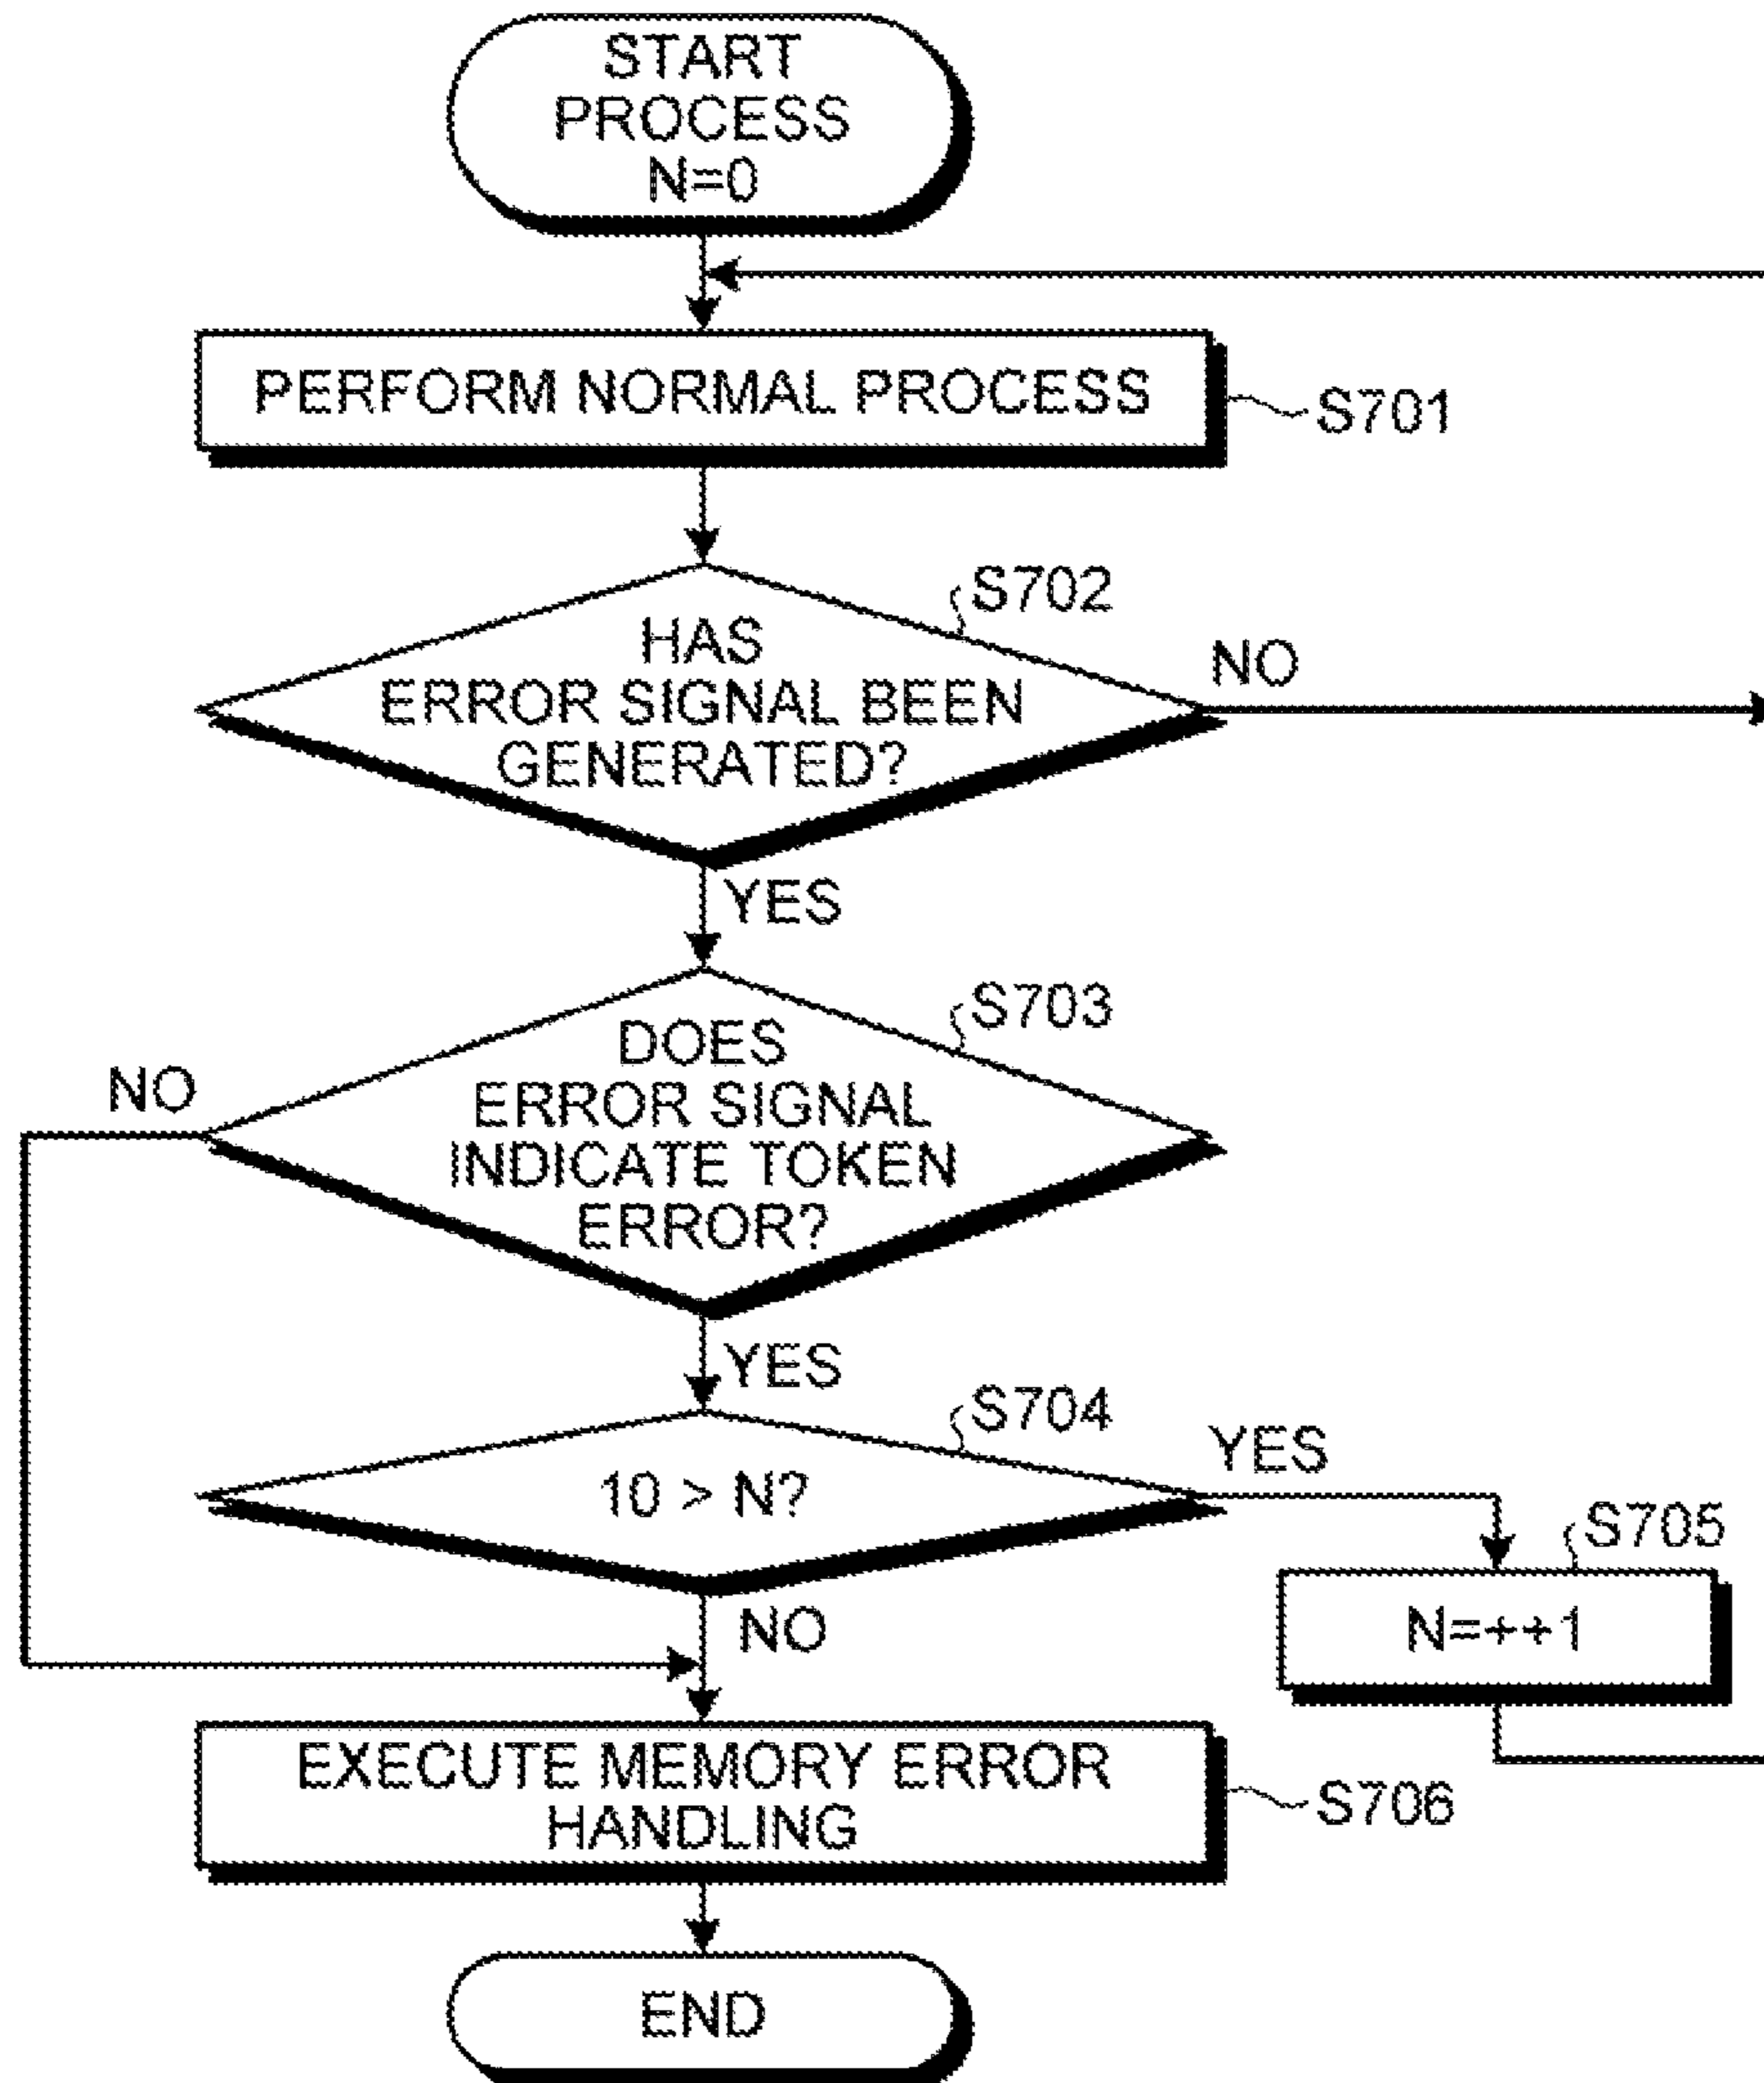 START
PROCESS
N=0
PERFORM NORMAL PROCESS
S701
S702
HAS
ERROR SIGNAL BEEN
GENERATED?
NO
YES
S703
DOES
ERROR SIGNAL
INDICATE TOKEN
ERROR?
NO
YES
S704
10 > N?
YES
S705
N=++1
NO
EXECUTE MEMORY ERROR
HANDLING
S706
END